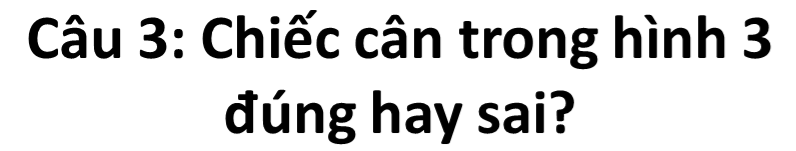 Câu 3: Chiếc cân trong hình 3
đúng hay sai?